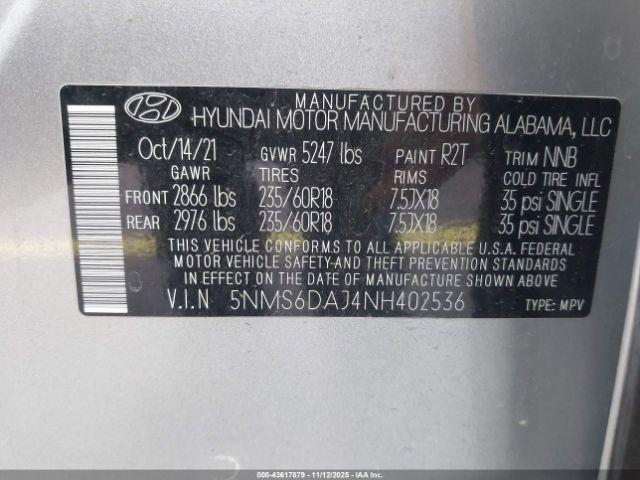 MANUFACTURED BY
HYUNDAI MOTOR MANUFACTURING ALABAMA, LLC
Oct/14/21 GVWR 5247 lbs PAINT R2T TRIM NNB
GAWR TIRES RIMS COLD TIRE INFL
FRONT 2866 lbs 235/60R18 7.5JX18 35 psi SINGLE
REAR 2976 lbs 235/60R18 7.5JX18 35 psi SINGLE
THIS VEHICLE CONFORMS TO ALL APPLICABLE U.S.A. FEDERAL
MOTOR VEHICLE SAFETY, BUMPER, AND THEFT PREVENTION STANDARDS
IN EFFECT ON THE DATE OF MANUFACTURE SHOWN ABOVE.
V.I.N 5NMS6DAJ4NH402536 TYPE: MPV
000-43617879 - 11/12/2025 - IAAI.COM